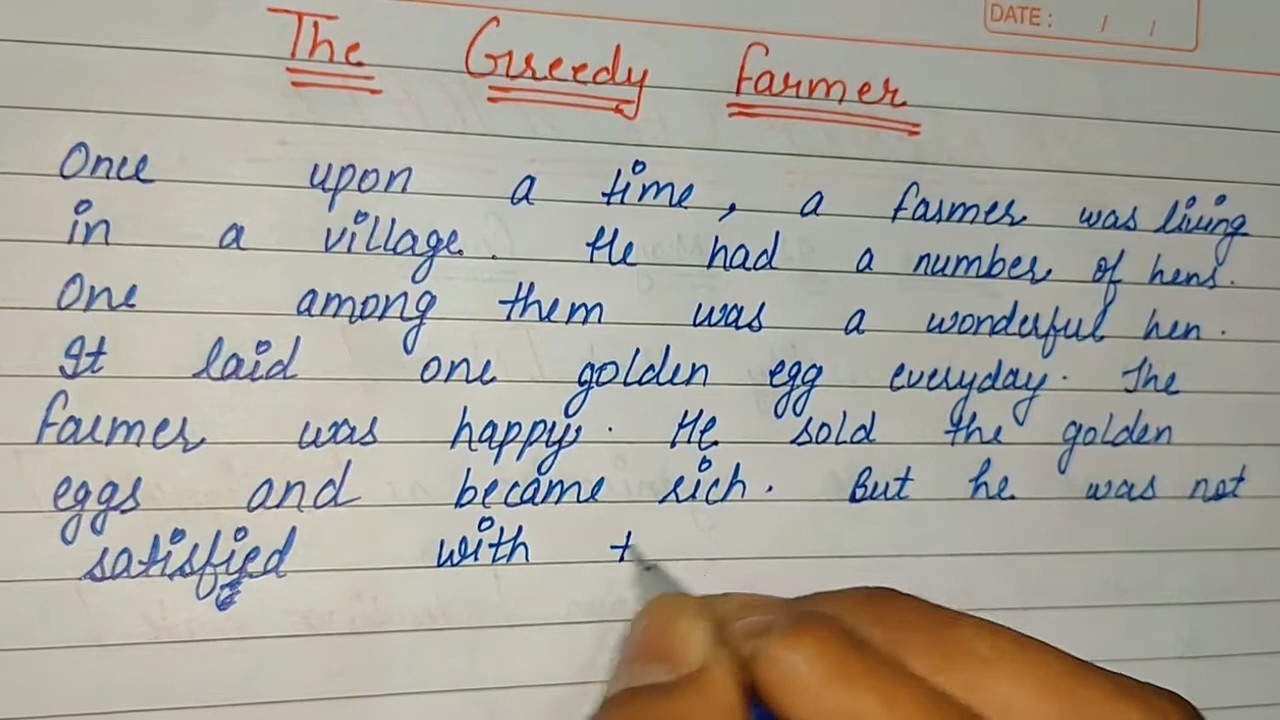 DATE: / /
The Greedy Farmer
Once upon a time, a farmer was living
in a village. He had a number of hens.
One among them was a wonderful hen.
It laid one golden egg everyday. The
farmer was happy. He sold the golden
eggs and became rich. But he was not
satisfied with t